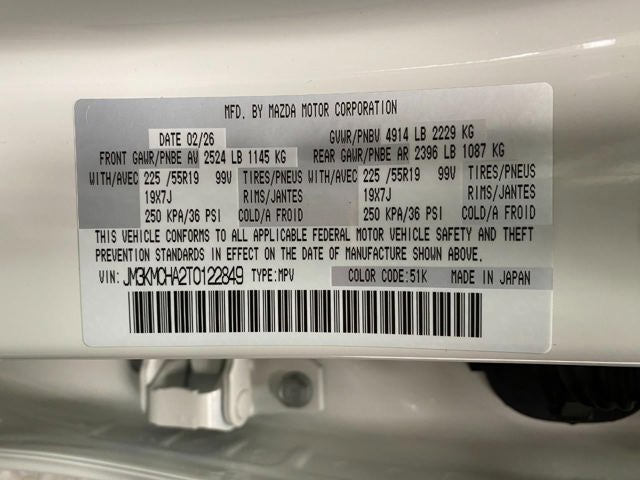 MFD. BY MAZDA MOTOR CORPORATION
DATE 02/26 GVWR/PNBV 4914 LB 2229 KG
FRONT GAWR/PNBE AV 2524 LB 1145 KG REAR GAWR/PNBE AR 2396 LB 1087 KG
WITH/AVEC 225 /55R19 99V TIRES/PNEUS WITH/AVEC 225 /55R19 99V TIRES/PNEUS
19X7J RIMS/JANTES 19X7J RIMS/JANTES
250 KPA/36 PSI COLD/A FROID 250 KPA/36 PSI COLD/A FROID
THIS VEHICLE CONFORMS TO ALL APPLICABLE FEDERAL MOTOR VEHICLE SAFETY AND THEFT
PREVENTION STANDARDS IN EFFECT ON THE DATE OF MANUFACTURE SHOWN ABOVE.
VIN: JM3KMCHA2T0122849 TYPE:MPV COLOR CODE:51K MADE IN JAPAN